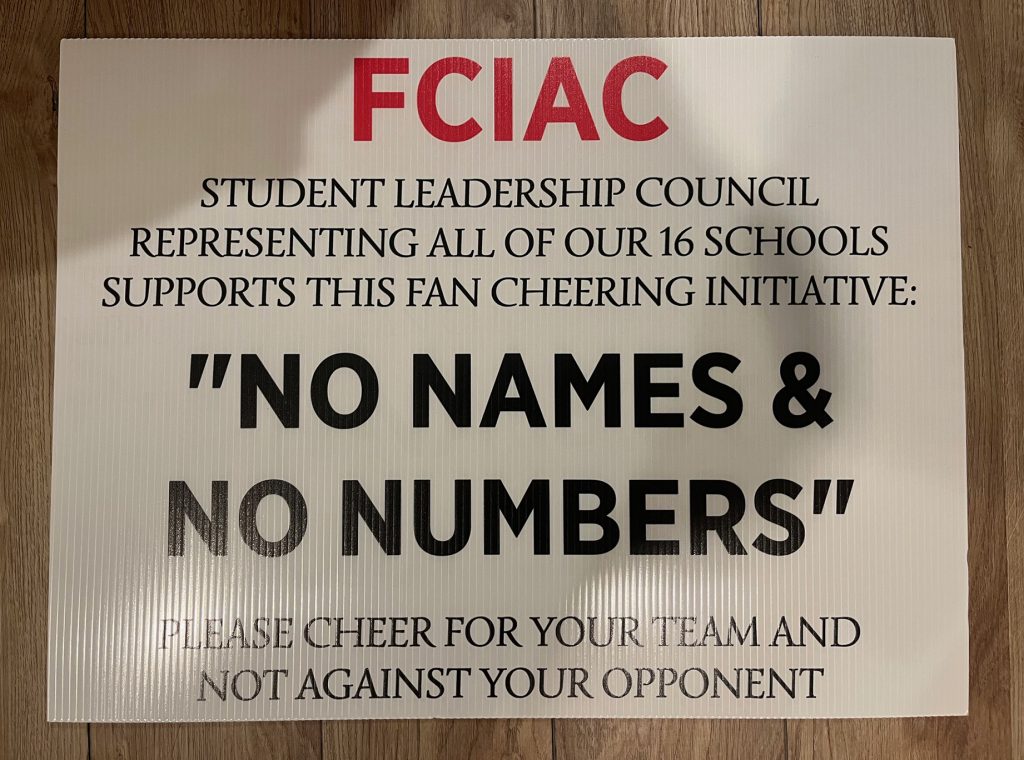 FCIAC
STUDENT LEADERSHIP COUNCIL
REPRESENTING ALL OF OUR 16 SCHOOLS
SUPPORTS THIS FAN CHEERING INITIATIVE:
"NO NAMES &
NO NUMBERS"
PLEASE CHEER FOR YOUR TEAM AND
NOT AGAINST YOUR OPPONENT